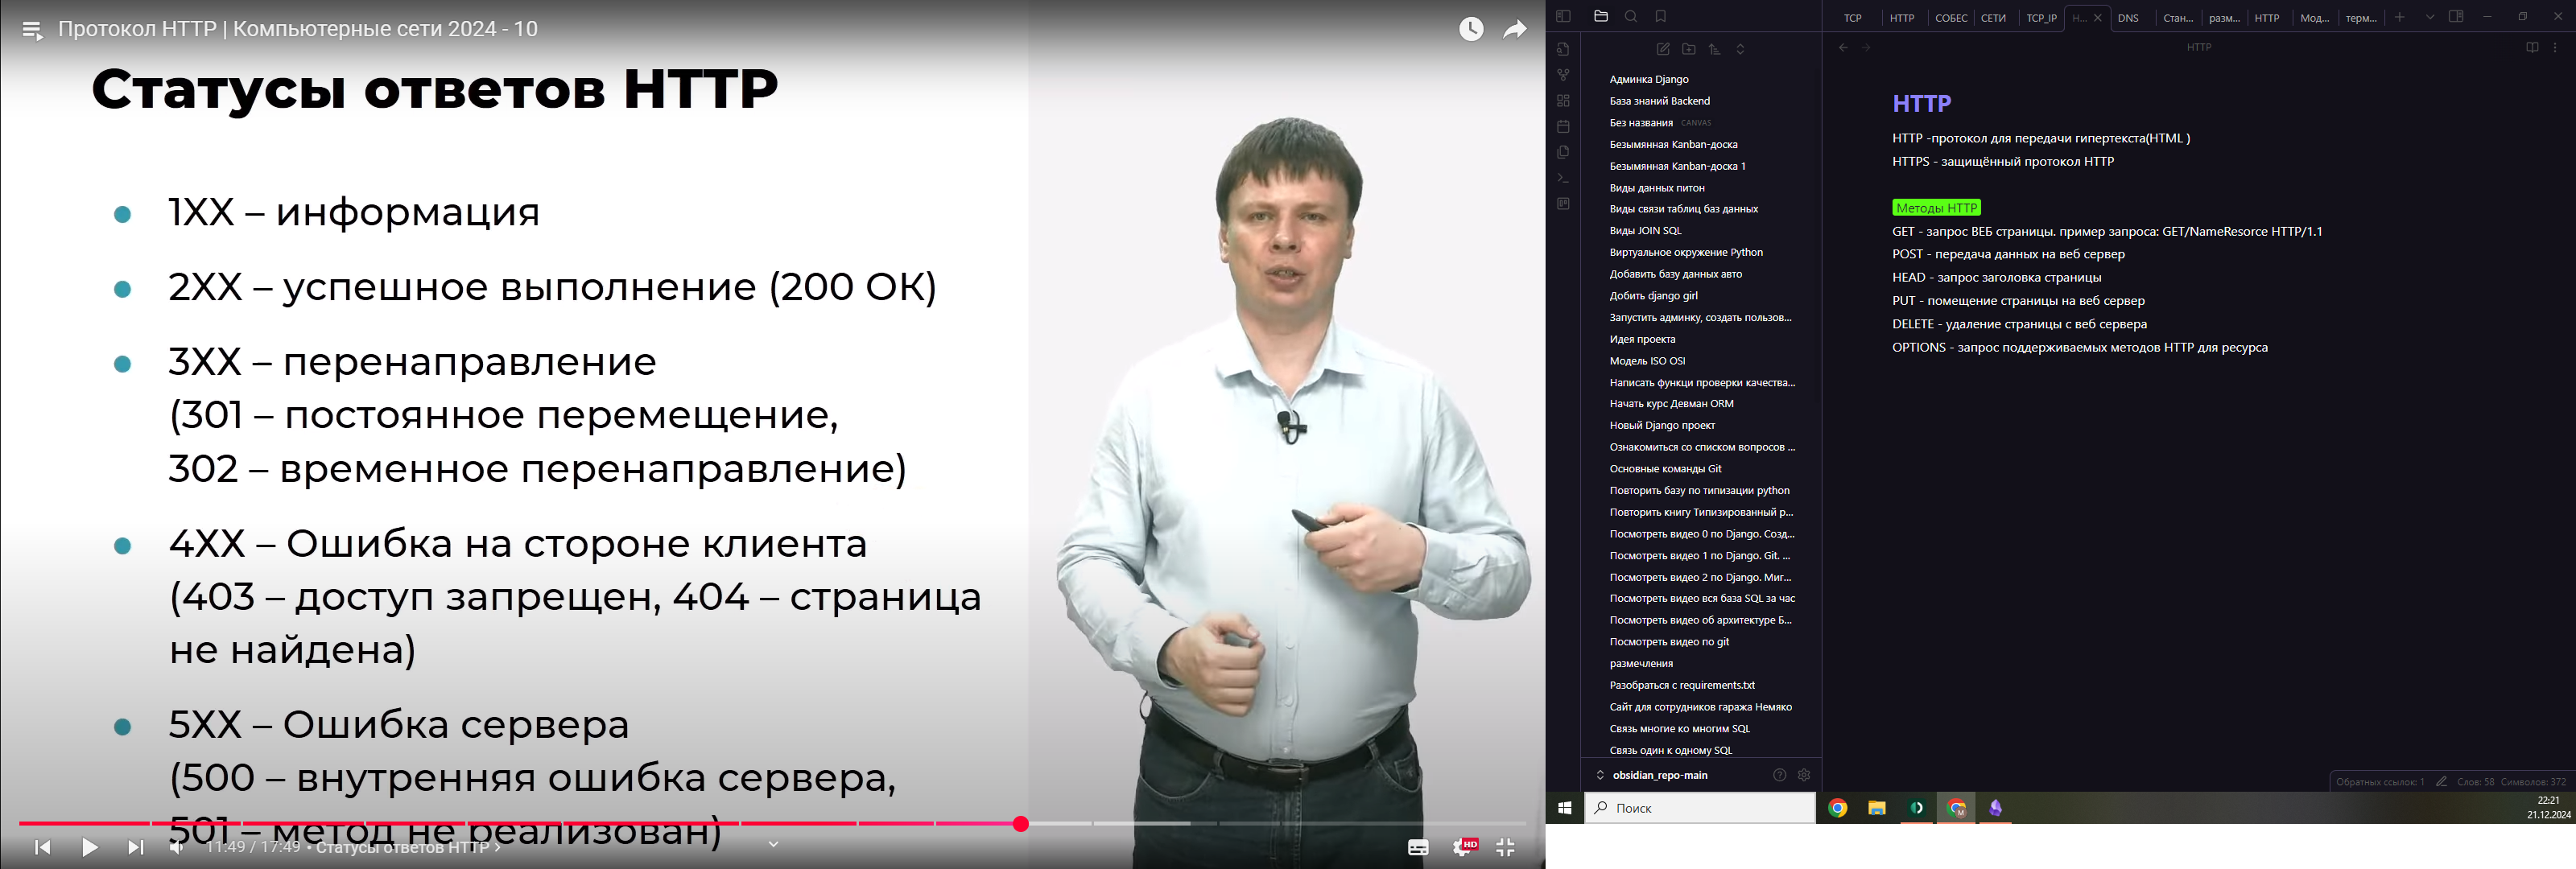 Протокол HTTP | Компьютерные сети 2024 - 10
Статусы ответов HTTP
1XX – информация
2XX – успешное выполнение (200 ОК)
3XX – перенаправление
(301 – постоянное перемещение,
302 – временное перенаправление)
4XX – Ошибка на стороне клиента
(403 – доступ запрещен, 404 – страница
не найдена)
5XX – Ошибка сервера
(500 – внутренняя ошибка сервера,
501 – метод не реализован)
11:49 / 17:49 • Статусы ответов HTTP
HD
TCP
HTTP
СОБЕС
СЕТИ
TCP_IP
H...
DNS
Стан...
разм...
HTTP
Мод...
терм...
HTTP
Админка Django
База знаний Backend
Без названия CANVAS
Безымянная Kanban-доска
Безымянная Kanban-доска 1
Виды данных питон
Виды связи таблиц баз данных
Виды JOIN SQL
Виртуальное окружение Python
Добавить базу данных авто
Добить django girl
Запустить админку, создать пользов...
Идея проекта
Модель ISO OSI
Написать функци проверки качества...
Начать курс Девман ORM
Новый Django проект
Ознакомиться со списком вопросов ...
Основные команды Git
Повторить базу по типизации python
Повторить книгу Типизированный р...
Посмотреть видео 0 по Django. Созд...
Посмотреть видео 1 по Django. Git. ...
Посмотреть видео 2 по Django. Миг...
Посмотреть видео вся база SQL за час
Посмотреть видео об архитектуре Б...
Посмотреть видео по git
размечления
Разобраться с requirements.txt
Сайт для сотрудников гаража Немяко
Связь многие ко многим SQL
Связь один к одному SQL
obsidian_repo-main
HTTP
HTTP -протокол для передачи гипертекста(HTML )
HTTPS - защищённый протокол HTTP
Методы HTTP
GET - запрос ВЕБ страницы. пример запроса: GET/NameResorce HTTP/1.1
POST - передача данных на веб сервер
HEAD - запрос заголовка страницы
PUT - помещение страницы на веб сервер
DELETE - удаление страницы с веб сервера
OPTIONS - запрос поддерживаемых методов HTTP для ресурса
Обратных ссылок: 1 Слов: 58 Символов: 372
Поиск
22:21
21.12.2024